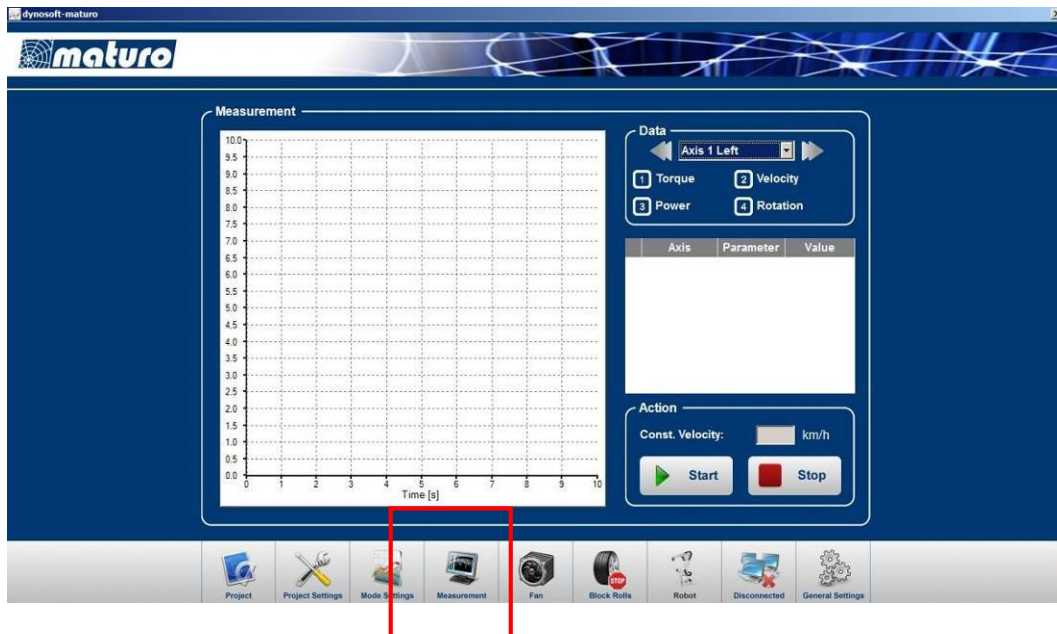 dynosoft-maturo
maturo
Measurement
10.0
9.5
9.0
8.5
8.0
7.5
7.0
6.5
6.0
5.5
5.0
4.5
4.0
3.5
3.0
2.5
2.0
1.5
1.0
0.5
0.0
0 1 2 3 4 5 6 7 8 9 10
Time [s]
Data
Axis 1 Left
1 Torque 2 Velocity
3 Power 4 Rotation
Axis Parameter Value
Action
Const. Velocity: km/h
Start Stop
STOP
Project Project Settings Mode Settings Measurement Fan Block Rolls Robot Disconnected General Settings